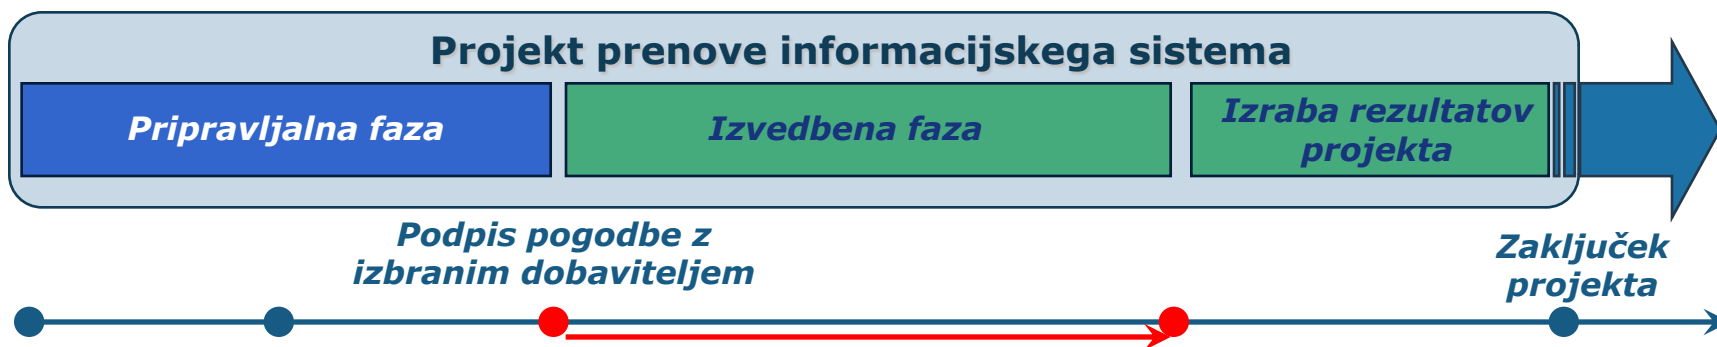 Projekt prenove informacijskega sistema
Pripravljalna faza
Izvedbena faza
Izraba rezultatov
projekta
Podpis pogodbe z
izbranim dobaviteljem
Zaključek
projekta